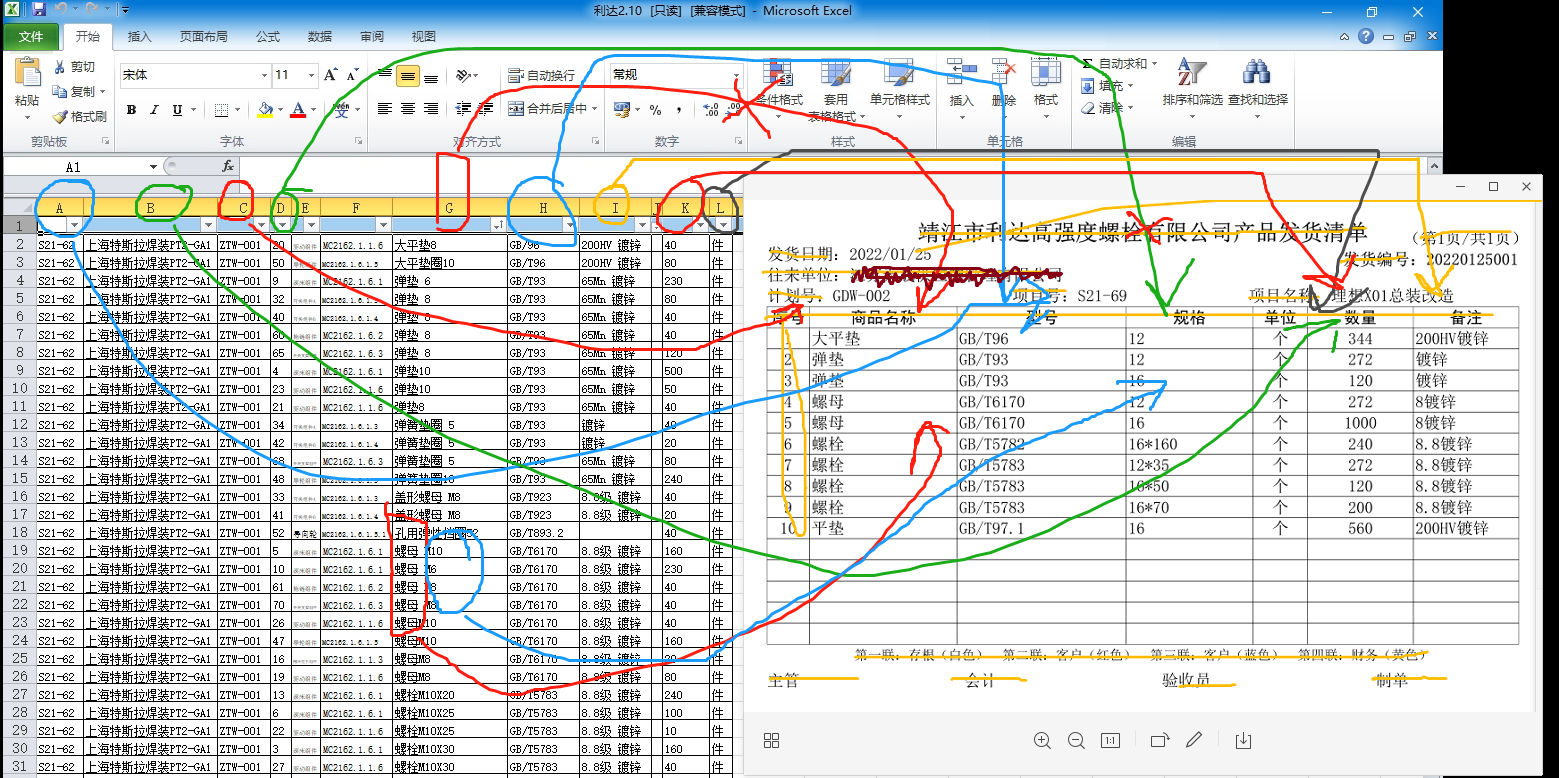 利达2.10 [只读] [兼容模式] - Microsoft Excel
文件 开始 插入 页面布局 公式 数据 审阅 视图
剪切
复制
格式刷
粘贴
剪贴板
宋体 11
B I U
字体
自动换行
合并后居中
对齐方式
常规
数字
条件格式 套用 单元格样式
表格格式
样式
插入 删除 格式
单元格
自动求和
填充
清除
排序和筛选 查找和选择
编辑
A1 fx
A B C D E F G H I J K L
1
2 S21-62 上海特斯拉焊装PT2-GA1 ZTW-001 MC2162.1.1.6 大平垫8 GB/96 200HV 镀锌 40 件
3 S21-62 上海特斯拉焊装PT2-GA1 ZTW-001 50 MC2162.1.1.6.5 大平垫圈10 GB/T96 200HV 镀锌 80 件
4 S21-62 上海特斯拉焊装PT2-GA1 ZTW-001 9 MC2162.1.6.1 弹垫 6 GB/T93 65Mn 镀锌 230 件
5 S21-62 上海特斯拉焊装PT2-GA1 ZTW-001 32 弹垫 8 GB/T93 65Mn 镀锌 80 件
6 S21-62 上海特斯拉焊装PT2-GA1 ZTW-001 40 MC2162.1.6.1.4 弹垫 8 GB/T93 65Mn 镀锌 40 件
7 S21-62 上海特斯拉焊装PT2-GA1 ZTW-001 60 MC2162.1.6.2 弹垫 8 GB/T93 65Mn 镀锌 40 件
8 S21-62 上海特斯拉焊装PT2-GA1 ZTW-001 65 MC2162.1.6.3 弹垫 8 GB/T93 65Mn 镀锌 120 件
9 S21-62 上海特斯拉焊装PT2-GA1 ZTW-001 4 MC2162.1.6.1 弹垫10 GB/T93 65Mn 镀锌 500 件
10 S21-62 上海特斯拉焊装PT2-GA1 ZTW-001 23 MC2162.1.1.6 弹垫10 GB/T93 65Mn 镀锌 50 件
11 S21-62 上海特斯拉焊装PT2-GA1 ZTW-001 21 MC2162.1.1.6 弹垫8 GB/T93 65Mn 镀锌 40 件
12 S21-62 上海特斯拉焊装PT2-GA1 ZTW-001 34 MC2162.1.6.1.3 弹簧垫圈 5 GB/T93 镀锌 40 件
13 S21-62 上海特斯拉焊装PT2-GA1 ZTW-001 42 MC2162.1.6.1.4 弹簧垫圈 5 GB/T93 65Mn 镀锌 20 件
14 S21-62 上海特斯拉焊装PT2-GA1 ZTW-001 68 MC2162.1.6.3 弹簧垫圈 5 GB/T93 65Mn 镀锌 80 件
15 S21-62 上海特斯拉焊装PT2-GA1 ZTW-001 48 弹簧垫圈10 GB/T93 65Mn 镀锌 240 件
16 S21-62 上海特斯拉焊装PT2-GA1 ZTW-001 33 MC2162.1.6.1.3 盖形螺母 M8 GB/T923 8.8级 镀锌 40 件
17 S21-62 上海特斯拉焊装PT2-GA1 ZTW-001 41 MC2162.1.6.1.4 盖形螺母 M8 GB/T923 8.8级 镀锌 20 件
18 S21-62 上海特斯拉焊装PT2-GA1 ZTW-001 52 导向轮 孔用弹性挡圈 GB/T893.2 40 件
19 S21-62 上海特斯拉焊装PT2-GA1 ZTW-001 5 MC2162.1.6.1 螺母 M10 GB/T6170 8.8级 镀锌 160 件
20 S21-62 上海特斯拉焊装PT2-GA1 ZTW-001 10 MC2162.1.6.1 螺母 M6 GB/T6170 8.8级 镀锌 230 件
21 S21-62 上海特斯拉焊装PT2-GA1 ZTW-001 61 MC2162.1.6.2 螺母 M8 GB/T6170 8.8级 镀锌 40 件
22 S21-62 上海特斯拉焊装PT2-GA1 ZTW-001 70 MC2162.1.6.3 螺母 M8 GB/T6170 8.8级 镀锌 40 件
23 S21-62 上海特斯拉焊装PT2-GA1 ZTW-001 26 MC2162.1.1.6 螺母M10 GB/T6170 8.8级 镀锌 40 件
24 S21-62 上海特斯拉焊装PT2-GA1 ZTW-001 47 MC2162.1.6.1.5 螺母M10 GB/T6170 8.8级 镀锌 160 件
25 S21-62 上海特斯拉焊装PT2-GA1 ZTW-001 16 MC2162.1.1.3 螺母M8 GB/T6170 8.8级 镀锌 20 件
26 S21-62 上海特斯拉焊装PT2-GA1 ZTW-001 19 MC2162.1.1.6 螺母M8 GB/T6170 8.8级 镀锌 80 件
27 S21-62 上海特斯拉焊装PT2-GA1 ZTW-001 13 MC2162.1.6.1 螺栓M10X20 GB/T5783 8.8级 镀锌 240 件
28 S21-62 上海特斯拉焊装PT2-GA1 ZTW-001 6 MC2162.1.6.1 螺栓M10X25 GB/T5783 8.8级 镀锌 100 件
29 S21-62 上海特斯拉焊装PT2-GA1 ZTW-001 22 MC2162.1.1.6 螺栓M10X25 GB/T5783 8.8级 镀锌 10 件
30 S21-62 上海特斯拉焊装PT2-GA1 ZTW-001 3 MC2162.1.6.1 螺栓M10X30 GB/T5783 8.8级 镀锌 160 件
31 S21-62 上海特斯拉焊装PT2-GA1 ZTW-001 27 MC2162.1.1.6 螺栓M10X30 GB/T5783 8.8级 镀锌 40 件
靖江市利达高强度螺栓有限公司产品发货清单
(第1页/共1页)
发货日期: 2022/01/25 发货编号: 20220125001
往来单位:
计划号: GDW-002 项目号: S21-69 项目名称: 理想X01总装改造
序号 商品名称 型号 规格 单位 数量 备注
1 大平垫 GB/T96 12 个 344 200HV镀锌
2 弹垫 GB/T93 12 个 272 镀锌
3 弹垫 GB/T93 16 个 120 镀锌
4 螺母 GB/T6170 12 个 272 8镀锌
5 螺母 GB/T6170 16 个 1000 8镀锌
6 螺栓 GB/T5782 16*160 个 240 8.8镀锌
7 螺栓 GB/T5783 12*35 个 272 8.8镀锌
8 螺栓 GB/T5783 16*50 个 120 8.8镀锌
9 螺栓 GB/T5783 16*70 个 200 8.8镀锌
10 平垫 GB/T97.1 16 个 560 200HV镀锌
第一联: 存根(白色) 第二联: 客户(红色) 第三联: 客户(蓝色) 第四联: 财务(黄色)
主管 会计 验收员 制单
1:1